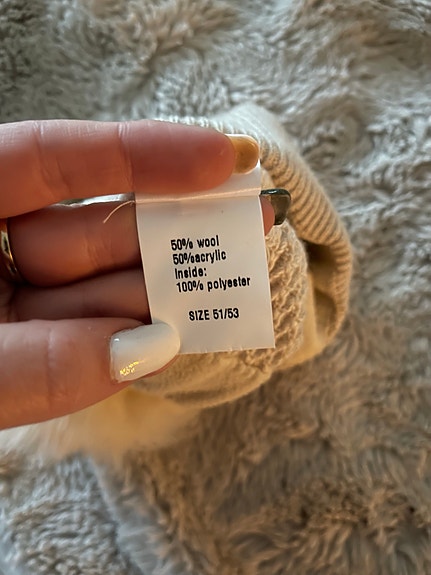 50% wool
50%acrylic
Inside:
100% polyester
SIZE 51/53